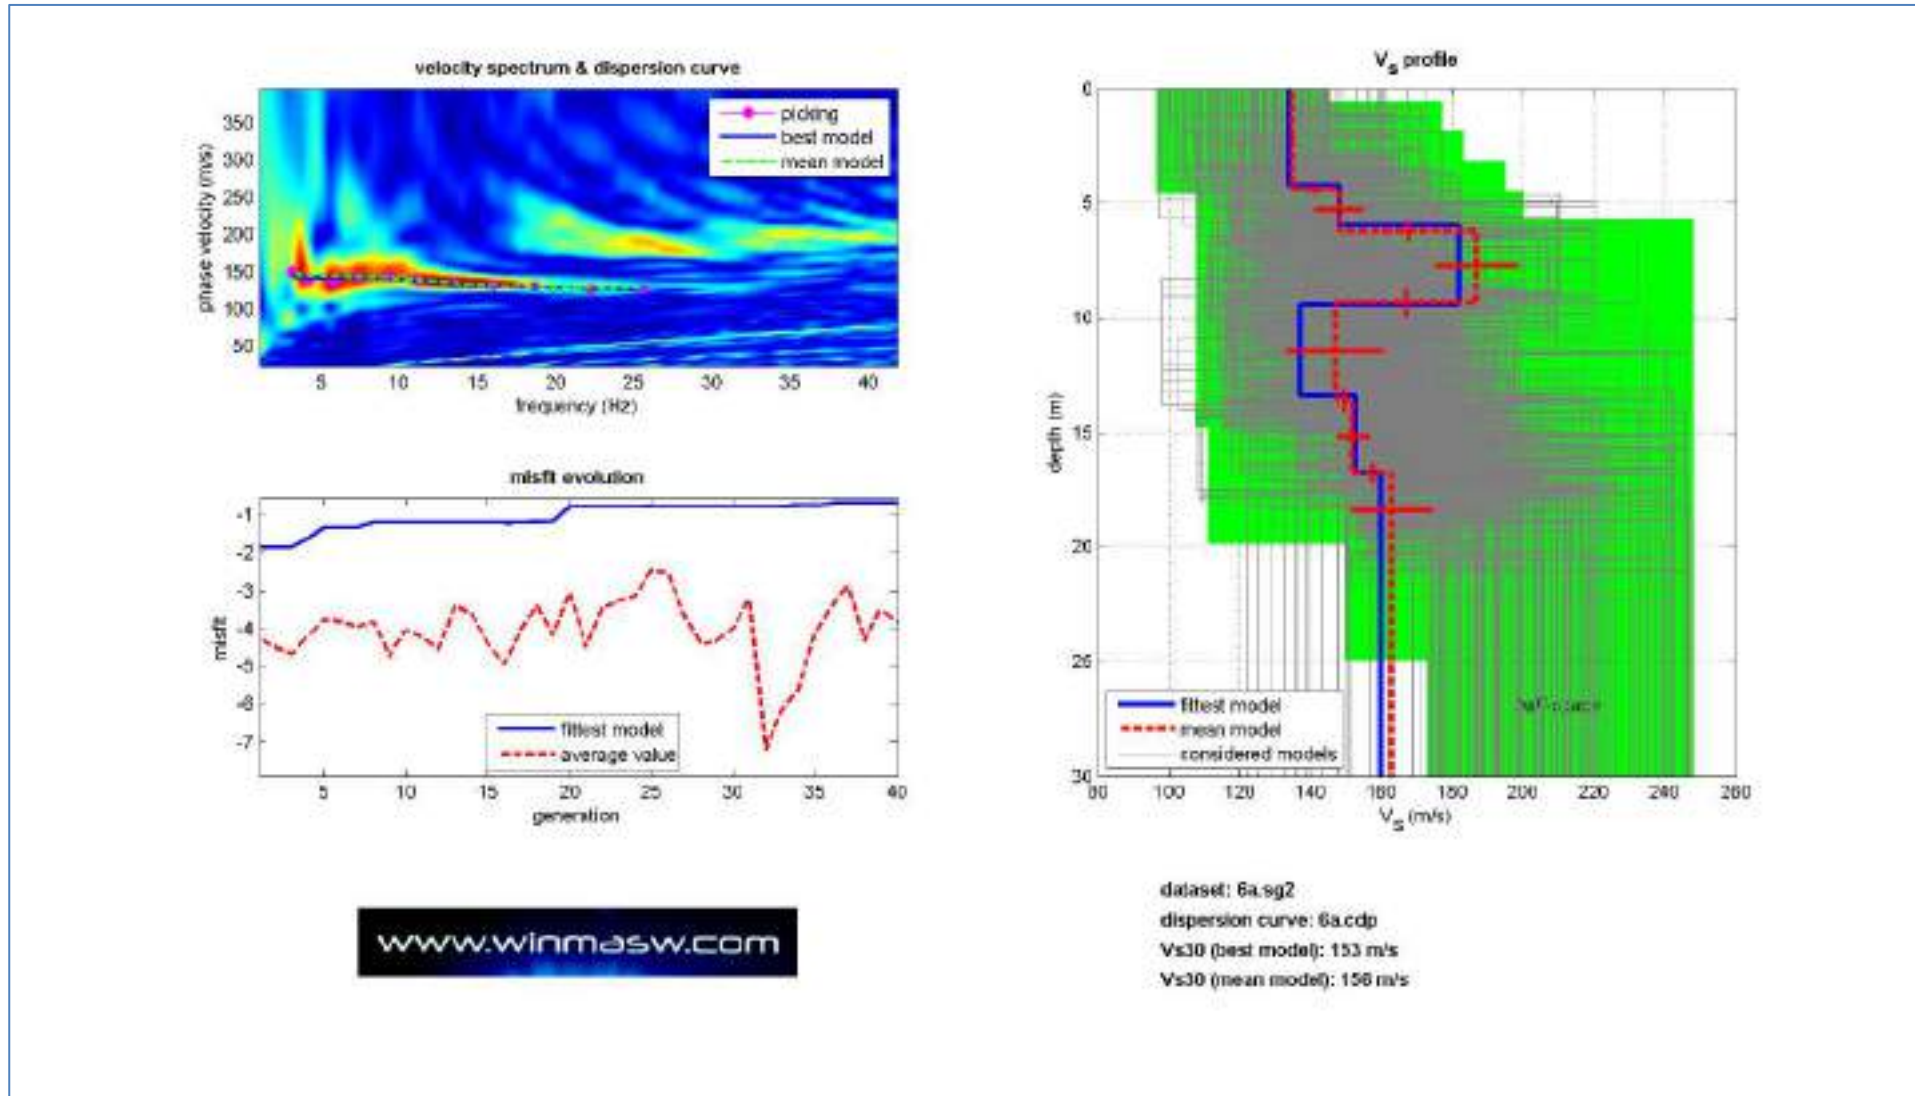 velocity spectrum & dispersion curve
phase velocity (m/s)
350
300
250
200
150
100
50
picking
best model
mean model
5
10
15
20
25
30
35
40
frequency (Hz)
misfit evolution
misfit
-1
-2
-3
-4
-5
-6
-7
fittest model
average value
5
10
15
20
25
30
35
40
generation
www.winmasw.com
VS profile
depth (m)
0
5
10
15
20
25
30
fittest model
mean model
considered models
80
100
120
140
160
180
200
220
240
260
VS (m/s)
dataset: 6a.sg2
dispersion curve: 6a.cdp
Vs30 (best model): 153 m/s
Vs30 (mean model): 156 m/s